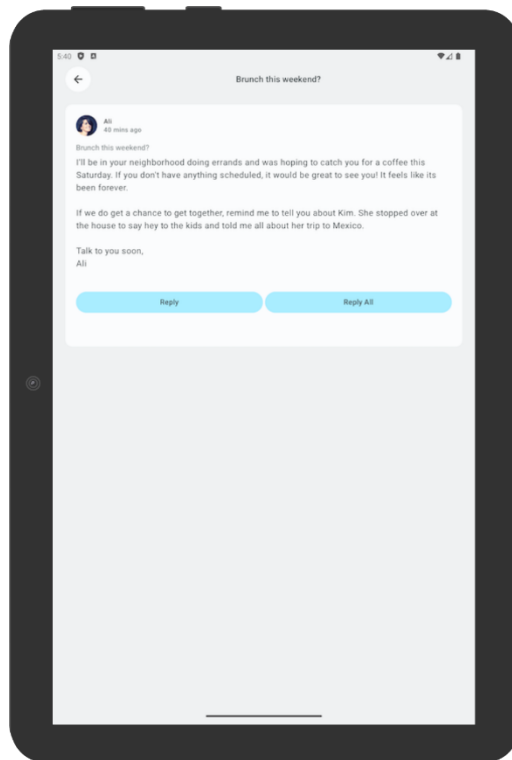 5:40
Brunch this weekend?
Ali
40 mins ago
Brunch this weekend?
I'll be in your neighborhood doing errands and was hoping to catch you for a coffee this
Saturday. If you don't have anything scheduled, it would be great to see you! It feels like its
been forever.
If we do get a chance to get together, remind me to tell you about Kim. She stopped over at
the house to say hey to the kids and told me all about her trip to Mexico.
Talk to you soon,
Ali
Reply
Reply All